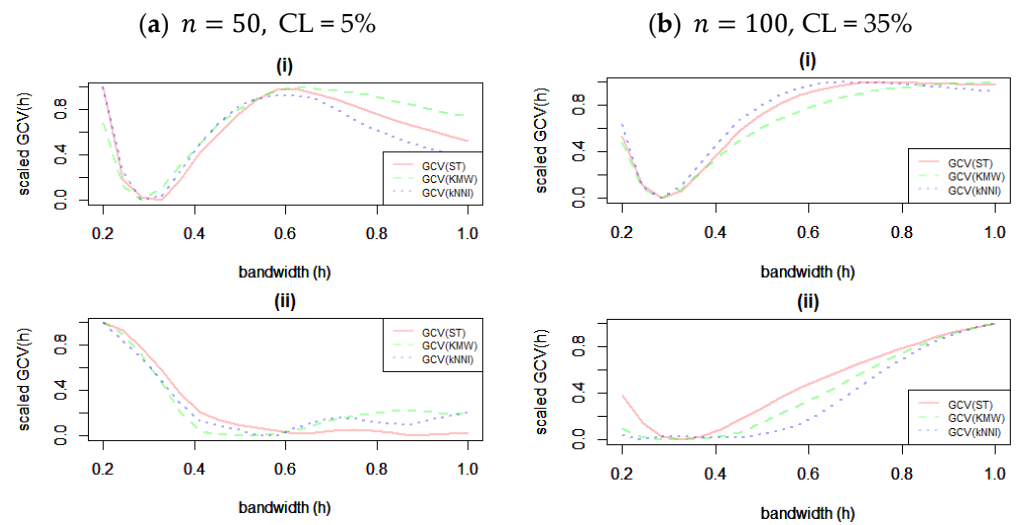 (a) n = 50, CL = 5%
(i)
scaled GCV(h)
0.0 0.4 0.8
GCV(ST)
GCV(KMW)
GCV(kNNI)
0.2 0.4 0.6 0.8 1.0
bandwidth (h)
(ii)
scaled GCV(h)
0.0 0.4 0.8
GCV(ST)
GCV(KMW)
GCV(kNNI)
0.2 0.4 0.6 0.8 1.0
bandwidth (h)
(b) n = 100, CL = 35%
(i)
scaled GCV(h)
0.0 0.4 0.8
GCV(ST)
GCV(KMW)
GCV(kNNI)
0.2 0.4 0.6 0.8 1.0
bandwidth (h)
(ii)
scaled GCV(h)
0.0 0.4 0.8
GCV(ST)
GCV(KMW)
GCV(kNNI)
0.2 0.4 0.6 0.8 1.0
bandwidth (h)